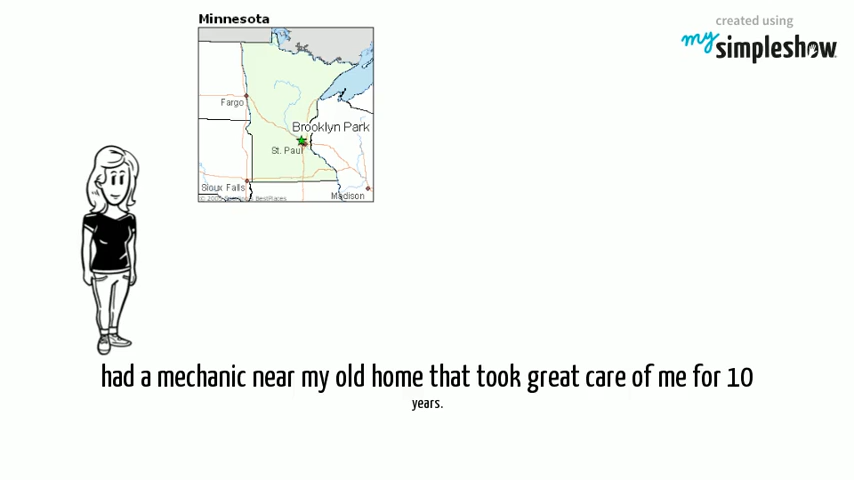 Minnesota
created using
my simpleshow
Fargo
Brooklyn Park
St. Paul
Sioux Falls
Madison
BestPlaces
had a mechanic near my old home that took great care of me for 10
years.